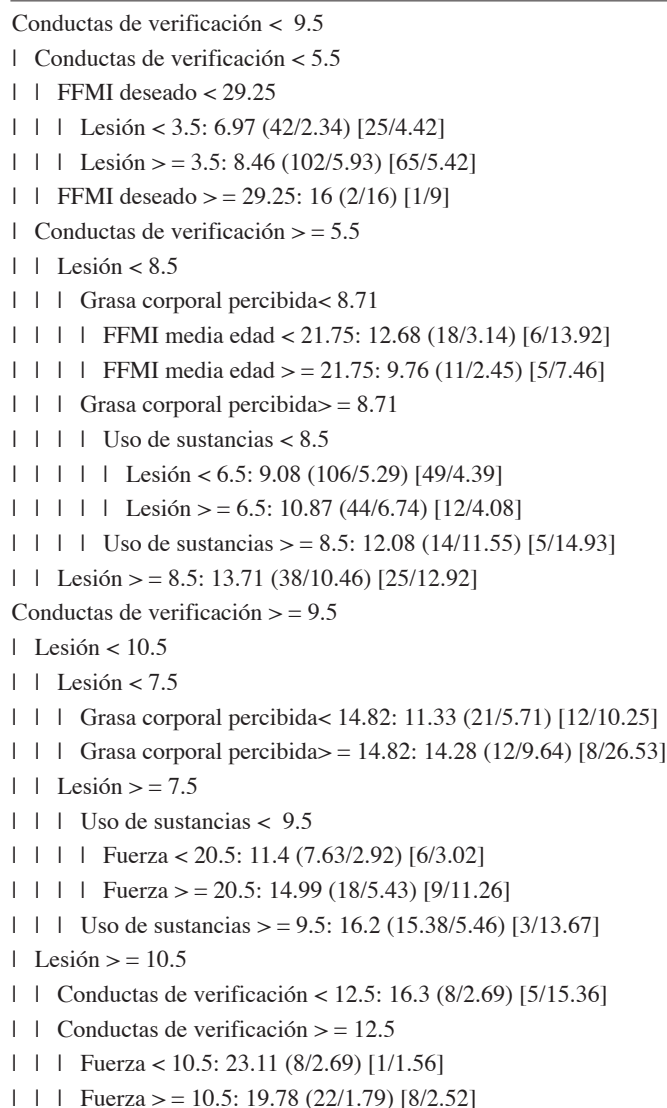 Conductas de verificación < 9.5
| Conductas de verificación < 5.5
| | FFMI deseado < 29.25
| | | Lesión < 3.5: 6.97 (42/2.34) [25/4.42]
| | | Lesión > = 3.5: 8.46 (102/5.93) [65/5.42]
| | FFMI deseado > = 29.25: 16 (2/16) [1/9]
| Conductas de verificación > = 5.5
| | Lesión < 8.5
| | | Grasa corporal percibida< 8.71
| | | | FFMI media edad < 21.75: 12.68 (18/3.14) [6/13.92]
| | | | FFMI media edad > = 21.75: 9.76 (11/2.45) [5/7.46]
| | | Grasa corporal percibida> = 8.71
| | | | Uso de sustancias < 8.5
| | | | | Lesión < 6.5: 9.08 (106/5.29) [49/4.39]
| | | | | Lesión > = 6.5: 10.87 (44/6.74) [12/4.08]
| | | | Uso de sustancias > = 8.5: 12.08 (14/11.55) [5/14.93]
| | Lesión > = 8.5: 13.71 (38/10.46) [25/12.92]
Conductas de verificación > = 9.5
| Lesión < 10.5
| | Lesión < 7.5
| | | Grasa corporal percibida< 14.82: 11.33 (21/5.71) [12/10.25]
| | | Grasa corporal percibida> = 14.82: 14.28 (12/9.64) [8/26.53]
| | Lesión > = 7.5
| | | Uso de sustancias < 9.5
| | | | Fuerza < 20.5: 11.4 (7.63/2.92) [6/3.02]
| | | | Fuerza > = 20.5: 14.99 (18/5.43) [9/11.26]
| | | Uso de sustancias > = 9.5: 16.2 (15.38/5.46) [3/13.67]
| Lesión > = 10.5
| | Conductas de verificación < 12.5: 16.3 (8/2.69) [5/15.36]
| | Conductas de verificación > = 12.5
| | | Fuerza < 10.5: 23.11 (8/2.69) [1/1.56]
| | | Fuerza > = 10.5: 19.78 (22/1.79) [8/2.52]